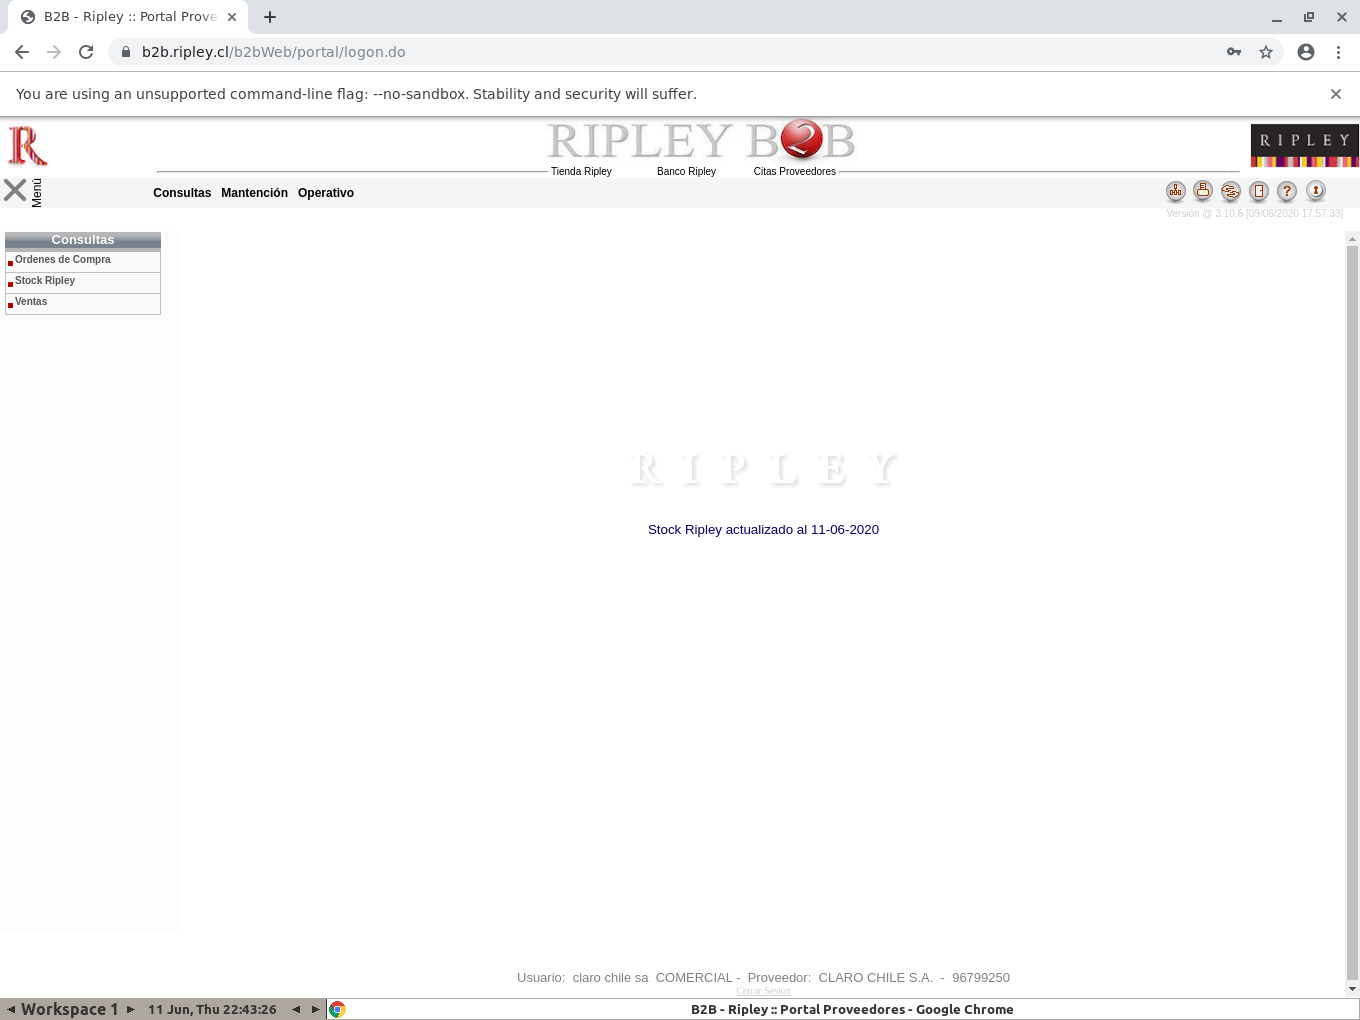 B2B - Ripley :: Portal Prove
b2b.ripley.cl/b2bWeb/portal/logon.do
You are using an unsupported command-line flag: --no-sandbox. Stability and security will suffer.
R
RIPLEY B2B
RIPLEY
Tienda Ripley Banco Ripley Citas Proveedores
Menú
Consultas Mantención Operativo
?
Versión @ 3.10.6 [09/06/2020 17:57:33]
Consultas
Ordenes de Compra
Stock Ripley
Ventas
RIPLEY
Stock Ripley actualizado al 11-06-2020
Usuario: claro chile sa COMERCIAL - Proveedor: CLARO CHILE S.A. - 96799250
Cerrar Sesión
Workspace 1 11 Jun, Thu 22:43:26 B2B - Ripley :: Portal Proveedores - Google Chrome